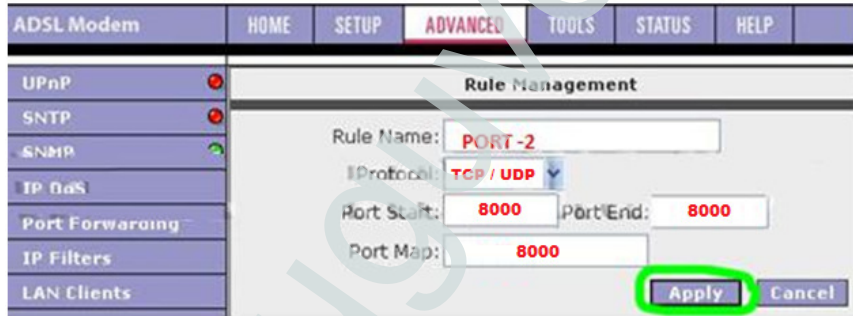 ADSL Modem HOME SETUP ADVANCED TOOLS STATUS HELP
UPnP
Rule Management
SNTP
SNMP
Rule Name: PORT -2
IP QoS
Protocol: TCP / UDP
Port Forwarding
Port Start: 8000 Port End: 8000
IP Filters
Port Map: 8000
LAN Clients
Apply Cancel